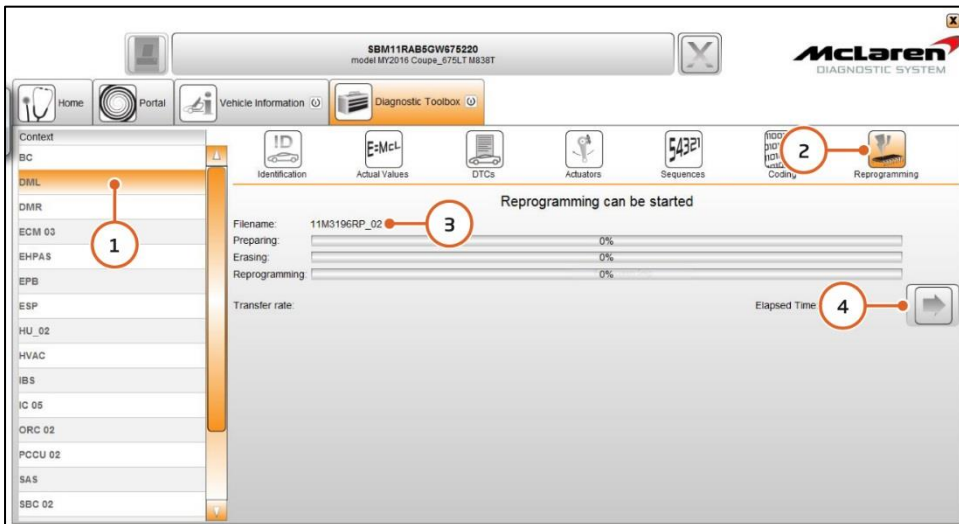 SBM11RAB5GW675220
model MY2016 Coupe_675LT M838T
McLaren
DIAGNOSTIC SYSTEM
Home
Portal
Vehicle Information
Diagnostic Toolbox
Context
BC
DML
DMR
ECM 03
EHPAS
EPB
ESP
HU_02
HVAC
IBS
IC 05
ORC 02
PCCU 02
SAS
SBC 02
1
ID
E=McL
54321
2
Identification
Actual Values
DTCs
Actuators
Sequences
Coding
Reprogramming
Reprogramming can be started
Filename: 11M3196RP_02
3
Preparing: 0%
Erasing: 0%
Reprogramming: 0%
Transfer rate:
Elapsed Time
4